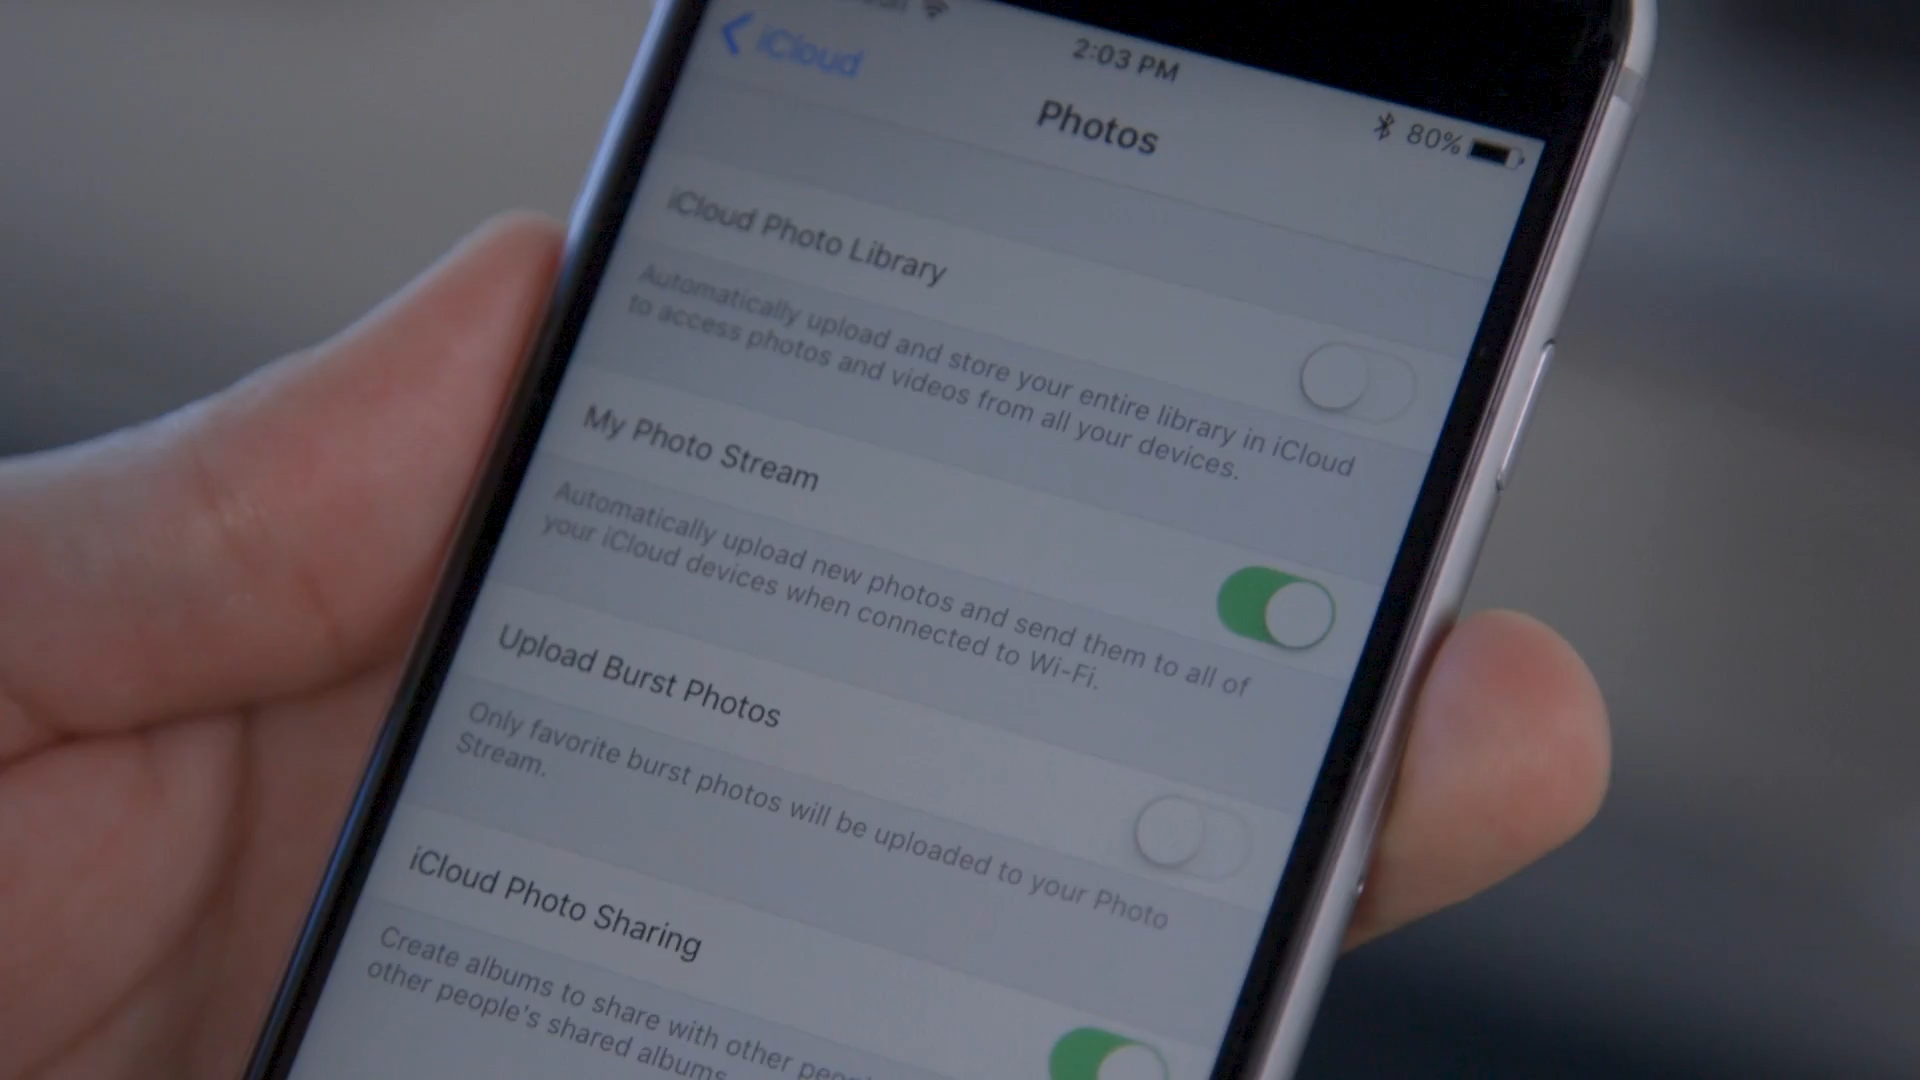 iCloud
2:03 PM
80%
Photos
iCloud Photo Library
Automatically upload and store your entire library in iCloud
to access photos and videos from all your devices.
My Photo Stream
Automatically upload new photos and send them to all of
your iCloud devices when connected to Wi-Fi.
Upload Burst Photos
Only favorite burst photos will be uploaded to your Photo
Stream.
iCloud Photo Sharing
Create albums to share with other
other people's shared albums